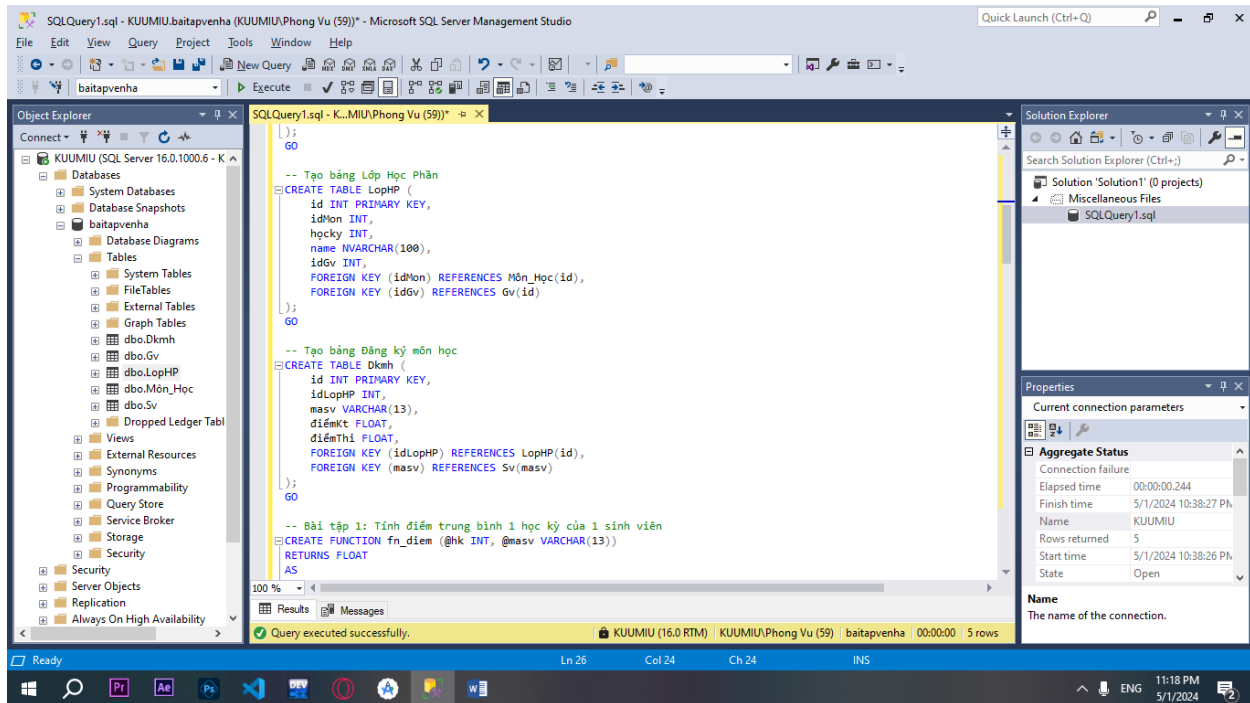 SQLQuery1.sql - KUUMIU.baitapvenha (KUUMIU\Phong Vu (59))* - Microsoft SQL Server Management Studio
Quick Launch (Ctrl+Q)
File Edit View Query Project Tools Window Help
New Query
baitapvenha
Execute
Object Explorer
Connect
KUUMIU (SQL Server 16.0.1000.6 - K
Databases
System Databases
Database Snapshots
baitapvenha
Database Diagrams
Tables
System Tables
FileTables
External Tables
Graph Tables
dbo.Dkmh
dbo.Gv
dbo.LopHP
dbo.Môn_Học
dbo.Sv
Dropped Ledger Tabl
Views
External Resources
Synonyms
Programmability
Query Store
Service Broker
Storage
Security
Security
Server Objects
Replication
Always On High Availability
SQLQuery1.sql - K...MIU\Phong Vu (59))*
);
GO
-- Tạo bảng Lớp Học Phần
CREATE TABLE LopHP (
id INT PRIMARY KEY,
idMon INT,
họcky INT,
name NVARCHAR(100),
idGv INT,
FOREIGN KEY (idMon) REFERENCES Môn_Học(id),
FOREIGN KEY (idGv) REFERENCES Gv(id)
);
GO
-- Tạo bảng Đăng ký môn học
CREATE TABLE Dkmh (
id INT PRIMARY KEY,
idLopHP INT,
masv VARCHAR(13),
điểmKt FLOAT,
điểmThi FLOAT,
FOREIGN KEY (idLopHP) REFERENCES LopHP(id),
FOREIGN KEY (masv) REFERENCES Sv(masv)
);
GO
-- Bài tập 1: Tính điểm trung bình 1 học kỳ của 1 sinh viên
CREATE FUNCTION fn_diem (@hk INT, @masv VARCHAR(13))
RETURNS FLOAT
AS
100 %
Results Messages
Query executed successfully. KUUMIU (16.0 RTM) KUUMIU\Phong Vu (59) baitapvenha 00:00:00 5 rows
Solution Explorer
Search Solution Explorer (Ctrl+;)
Solution 'Solution1' (0 projects)
Miscellaneous Files
SQLQuery1.sql
Properties
Current connection parameters
Aggregate Status
Connection failure
Elapsed time 00:00:00.244
Finish time 5/1/2024 10:38:27 PM
Name KUUMIU
Rows returned 5
Start time 5/1/2024 10:38:26 PM
State Open
Name
The name of the connection.
Ready Ln 26 Col 24 Ch 24 INS
Pr Ae Ps DEV
ENG
11:18 PM
5/1/2024
2